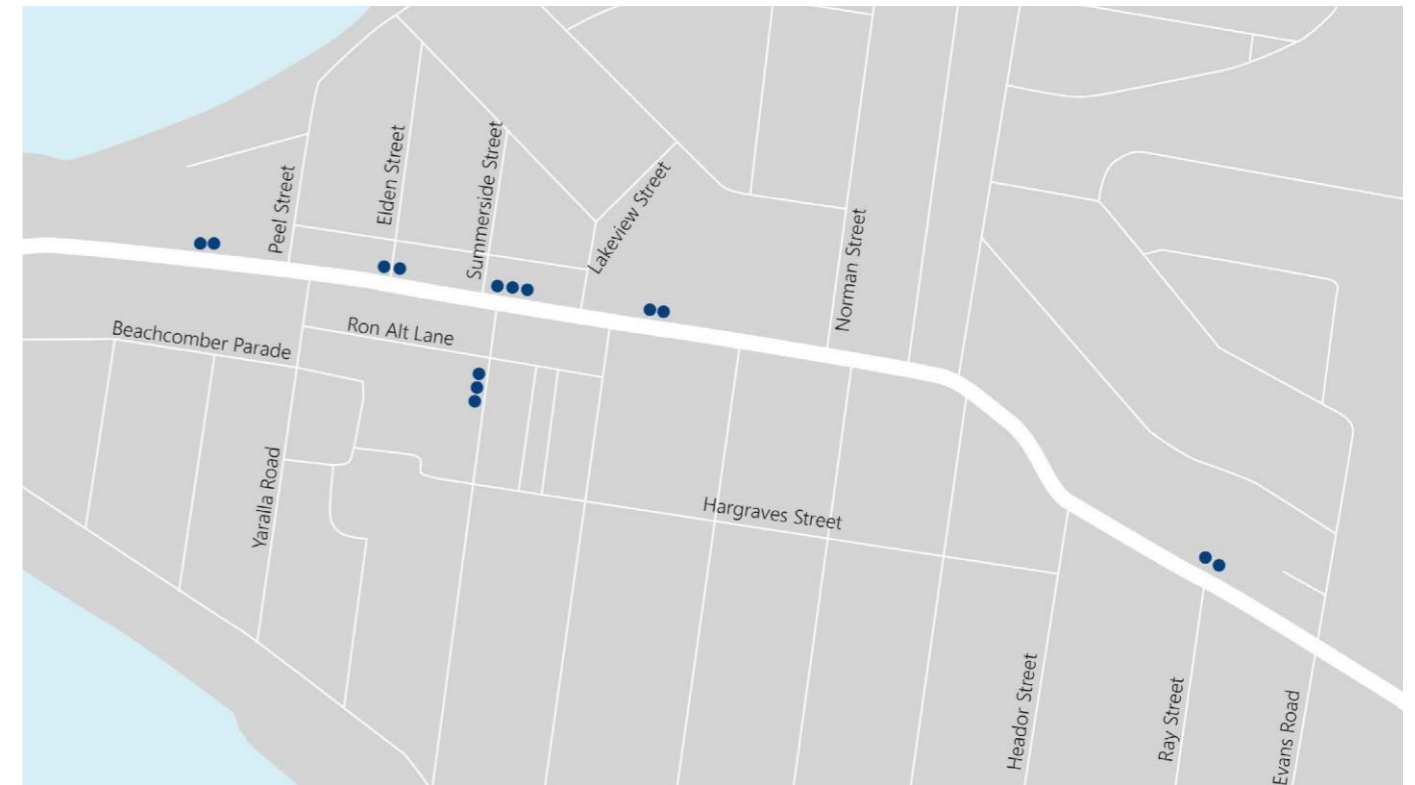 Peel Street
Elden Street
Summerside Street
Lakeview Street
Norman Street
Beachcomber Parade
Ron Alt Lane
Yaralla Road
Hargraves Street
Heador Street
Ray Street
Evans Road